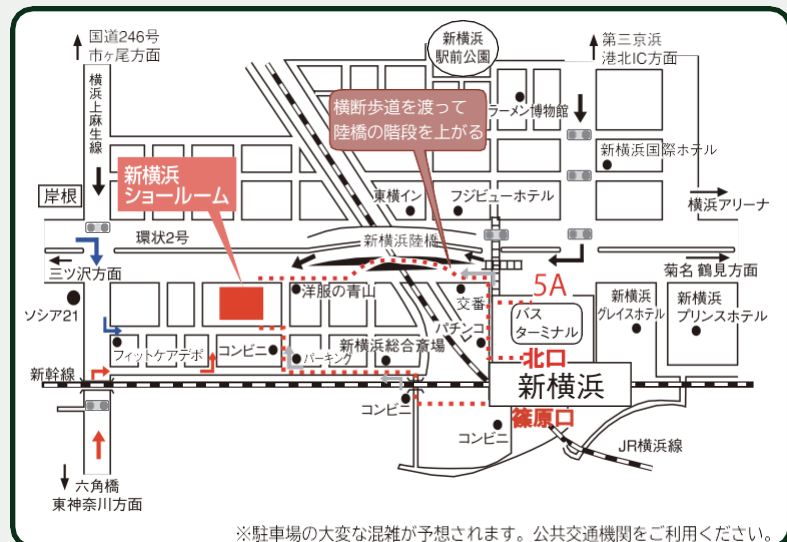 国道246号
市ヶ尾方面
横浜上麻生線
新横浜
駅前公園
第三京浜
港北IC方面
横断歩道を渡って
陸橋の階段を上がる
ラーメン博物館
新横浜国際ホテル
新横浜
ショールーム
岸根
東横イン
フジビューホテル
横浜アリーナ
環状2号
新横浜陸橋
三ツ沢方面
菊名 鶴見方面
ソシア21
洋服の青山
交番
5A
バス
ターミナル
新横浜
グレイスホテル
新横浜
プリンスホテル
パチンコ
フィットケアデポ
コンビニ
パーキング
新横浜総合斎場
北口
新幹線
新横浜
コンビニ
篠原口
コンビニ
JR横浜線
六角橋
東神奈川方面
※駐車場の大変な混雑が予想されます。公共交通機関をご利用ください。